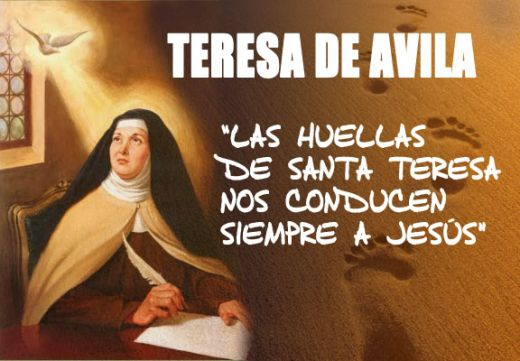 TERESA DE AVILA
"LAS HUELLAS
DE SANTA TERESA
NOS CONDUCEN
SIEMPRE A JESÚS"